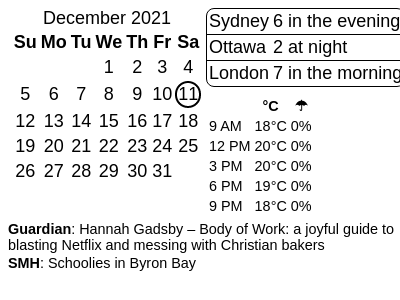 December 2021
Su Mo Tu We Th Fr Sa
1 2 3 4
5 6 7 8 9 10 11
12 13 14 15 16 17 18
19 20 21 22 23 24 25
26 27 28 29 30 31
Sydney 6 in the evening
Ottawa 2 at night
London 7 in the morning
°C ☂
9 AM 18°C 0%
12 PM 20°C 0%
3 PM 20°C 0%
6 PM 19°C 0%
9 PM 18°C 0%
Guardian: Hannah Gadsby – Body of Work: a joyful guide to
blasting Netflix and messing with Christian bakers
SMH: Schoolies in Byron Bay